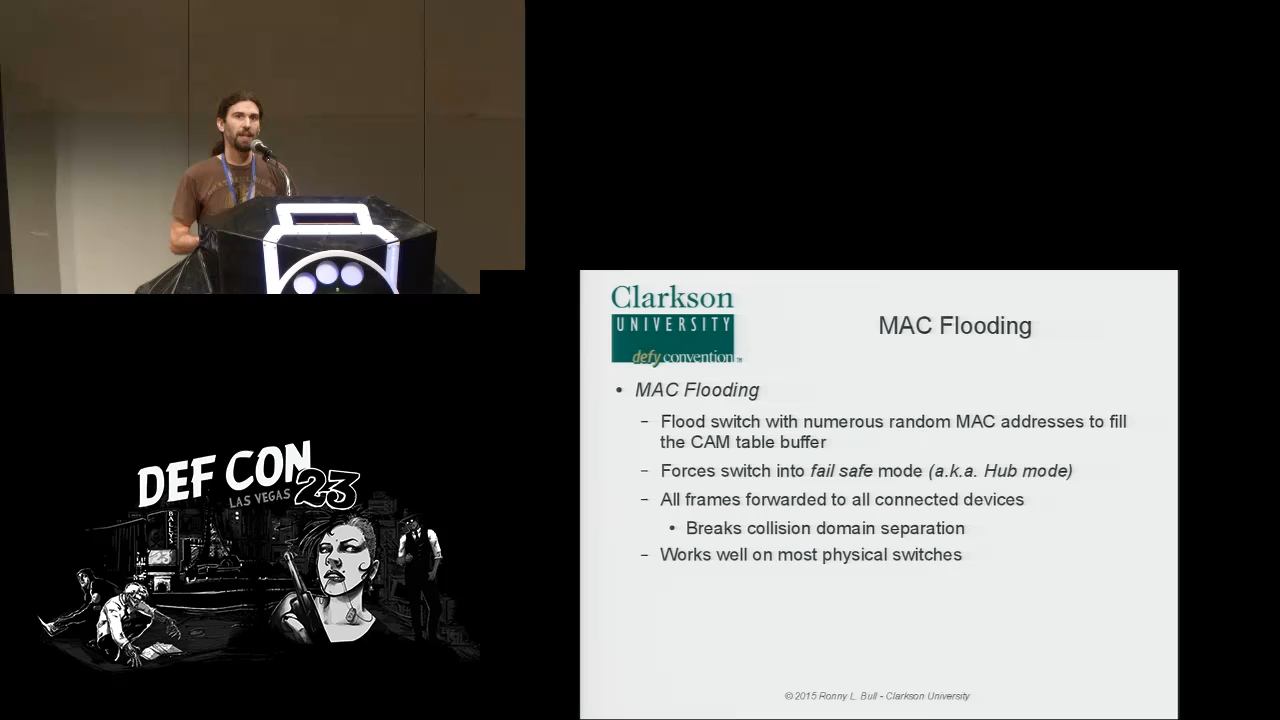 Clarkson
UNIVERSITY
defy convention™
MAC Flooding
• MAC Flooding
– Flood switch with numerous random MAC addresses to fill
the CAM table buffer
– Forces switch into fail safe mode (a.k.a. Hub mode)
– All frames forwarded to all connected devices
• Breaks collision domain separation
– Works well on most physical switches
© 2015 Ronny L. Bull - Clarkson University
DEF CON
LAS VEGAS 23
BALLYS